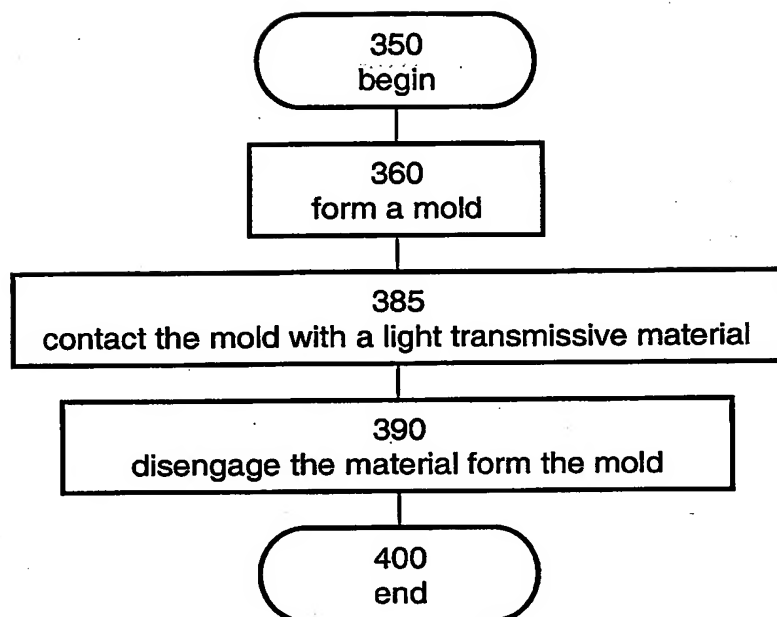 350
begin
360
form a mold
385
contact the mold with a light transmissive material
390
disengage the material form the mold
400
end